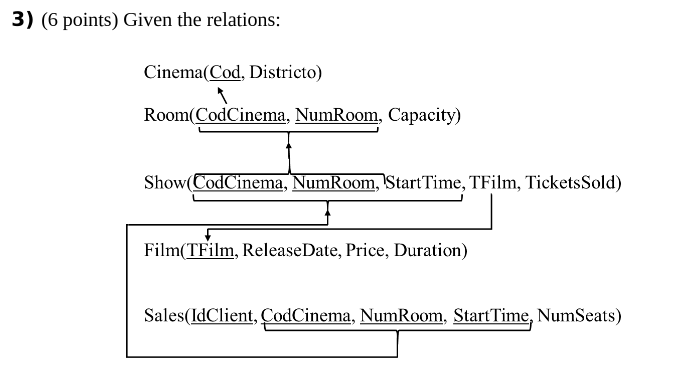 3) (6 points) Given the relations:
Cinema(Cod, Districto)
Room(CodCinema, NumRoom, Capacity)
Show(CodCinema, NumRoom, StartTime, TFilm, TicketsSold)
Film(TFilm, ReleaseDate, Price, Duration)
Sales(IdClient, CodCinema, NumRoom, StartTime, NumSeats)